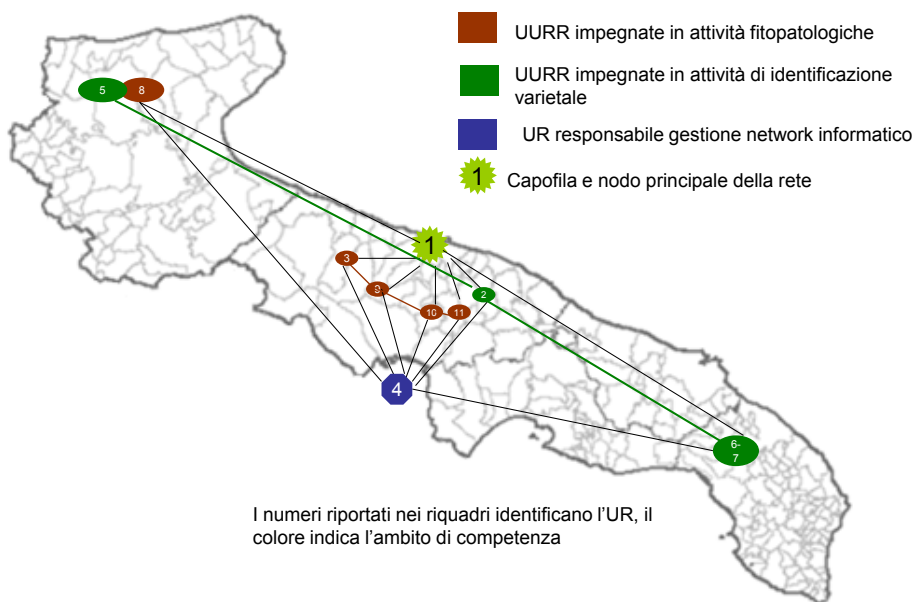 UURR impegnate in attività fitopatologiche
UURR impegnate in attività di identificazione
varietale
UR responsabile gestione network informatico
1 Capofila e nodo principale della rete
5
8
1
3
9
2
10
11
4
6-
7
I numeri riportati nei riquadri identificano l'UR, il
colore indica l'ambito di competenza